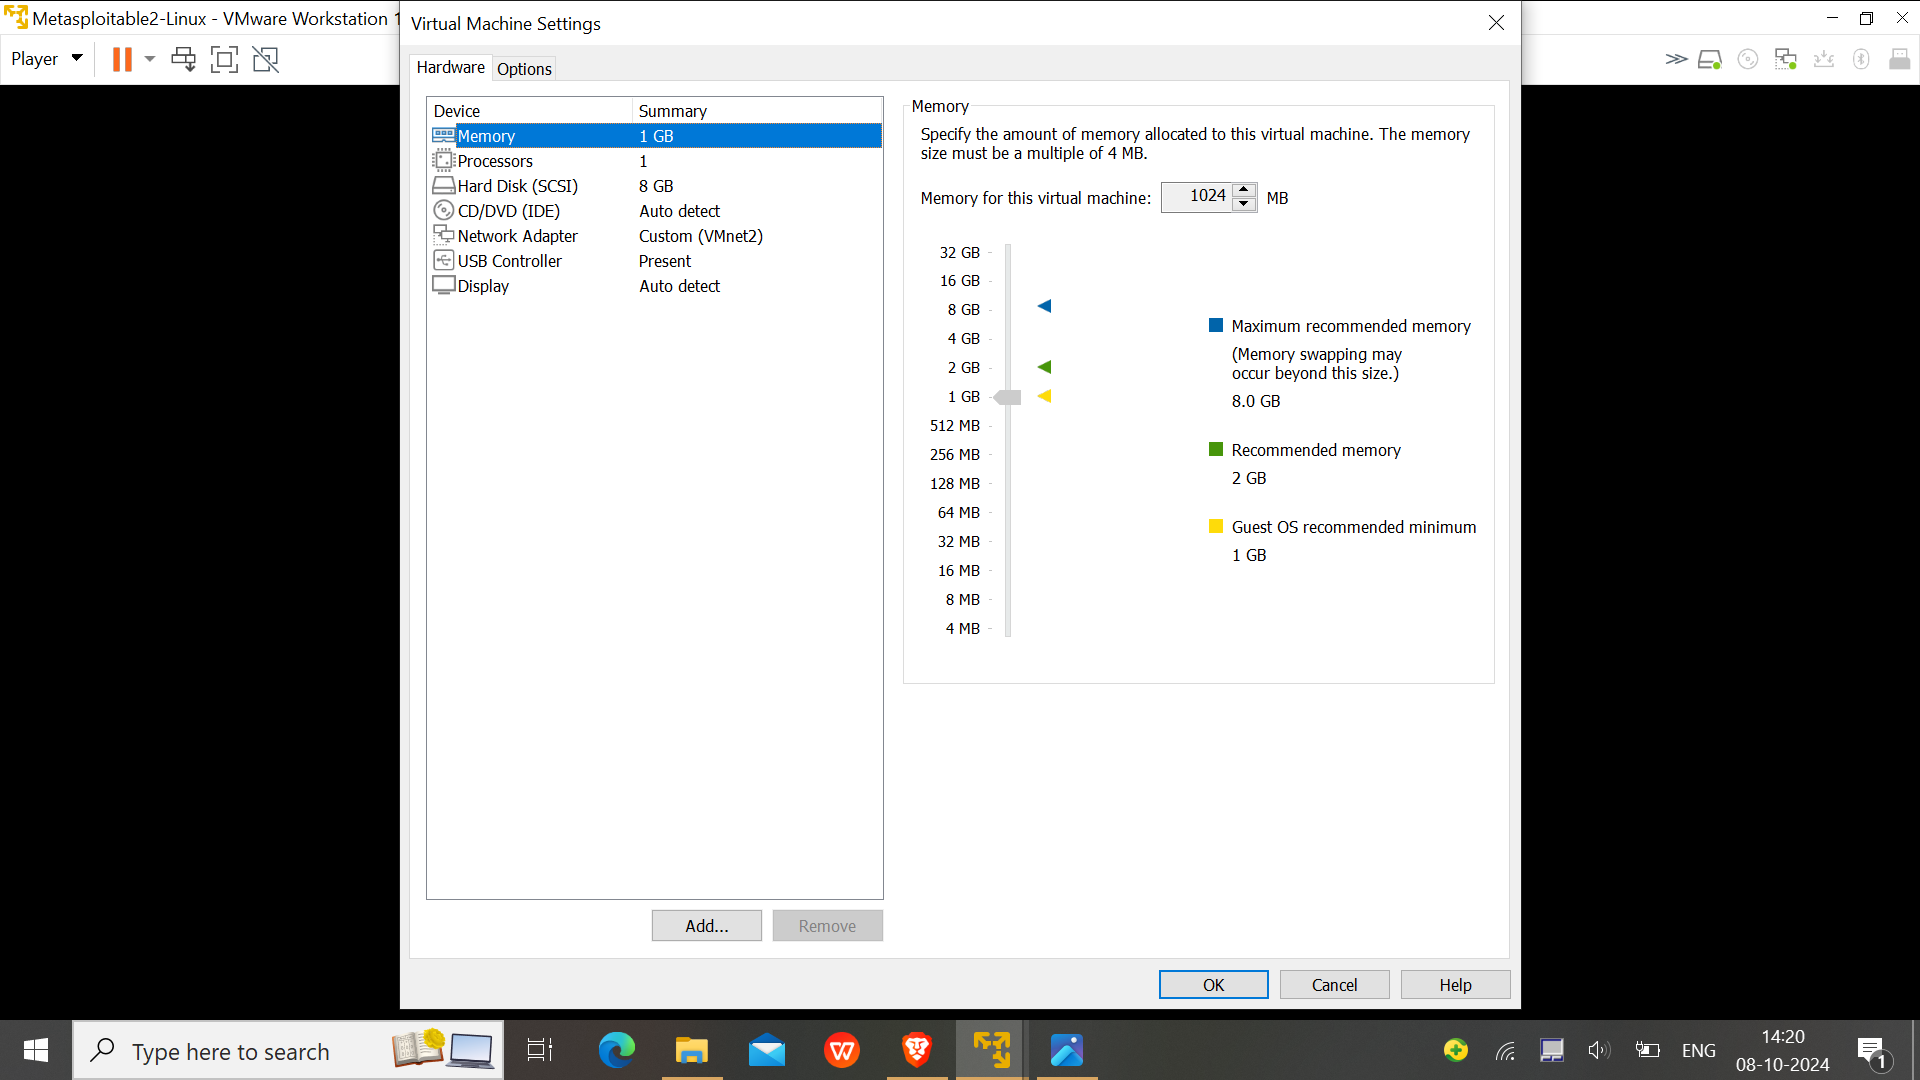 Metasploitable2-Linux - VMware Workstation 1
Player
Virtual Machine Settings
Hardware
Options
Device
Summary
Memory
1 GB
Processors
1
Hard Disk (SCSI)
8 GB
CD/DVD (IDE)
Auto detect
Network Adapter
Custom (VMnet2)
USB Controller
Present
Display
Auto detect
Add...
Remove
Memory
Specify the amount of memory allocated to this virtual machine. The memory
size must be a multiple of 4 MB.
Memory for this virtual machine:
1024
MB
32 GB
16 GB
8 GB
4 GB
2 GB
1 GB
512 MB
256 MB
128 MB
64 MB
32 MB
16 MB
8 MB
4 MB
Maximum recommended memory
(Memory swapping may
occur beyond this size.)
8.0 GB
Recommended memory
2 GB
Guest OS recommended minimum
1 GB
OK
Cancel
Help
Type here to search
W
ENG
14:20
08-10-2024
1